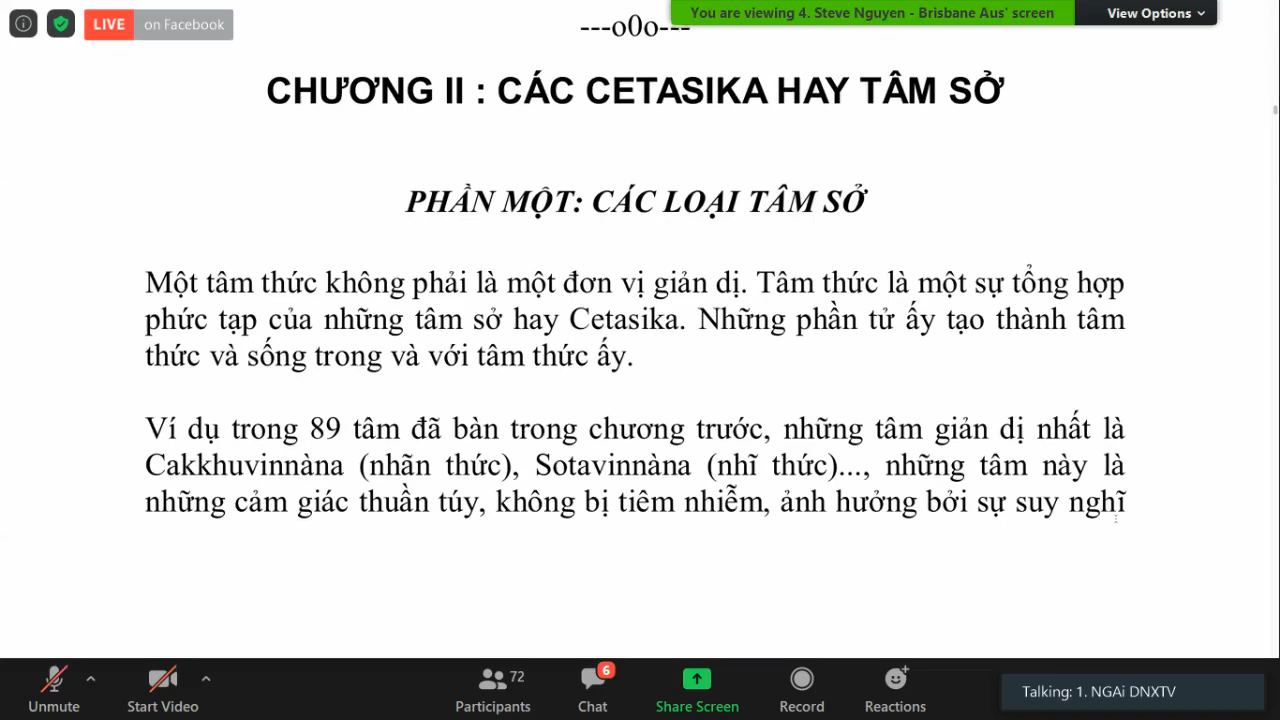 LIVE on Facebook
You are viewing 4. Steve Nguyen - Brisbane Aus' screen
View Options
---o0o---
CHƯƠNG II : CÁC CETASIKA HAY TÂM SỞ
PHẦN MỘT: CÁC LOẠI TÂM SỞ
Một tâm thức không phải là một đơn vị giản dị. Tâm thức là một sự tổng hợp
phức tạp của những tâm sở hay Cetasika. Những phần tử ấy tạo thành tâm
thức và sống trong và với tâm thức ấy.
Ví dụ trong 89 tâm đã bàn trong chương trước, những tâm giản dị nhất là
Cakkhuvinnàna (nhãn thức), Sotavinnàna (nhĩ thức)..., những tâm này là
những cảm giác thuần túy, không bị tiêm nhiễm, ảnh hưởng bởi sự suy nghĩ
72
6
Unmute
Start Video
Participants
Chat
Share Screen
Record
Reactions
Talking: 1. NGAi DNXTV